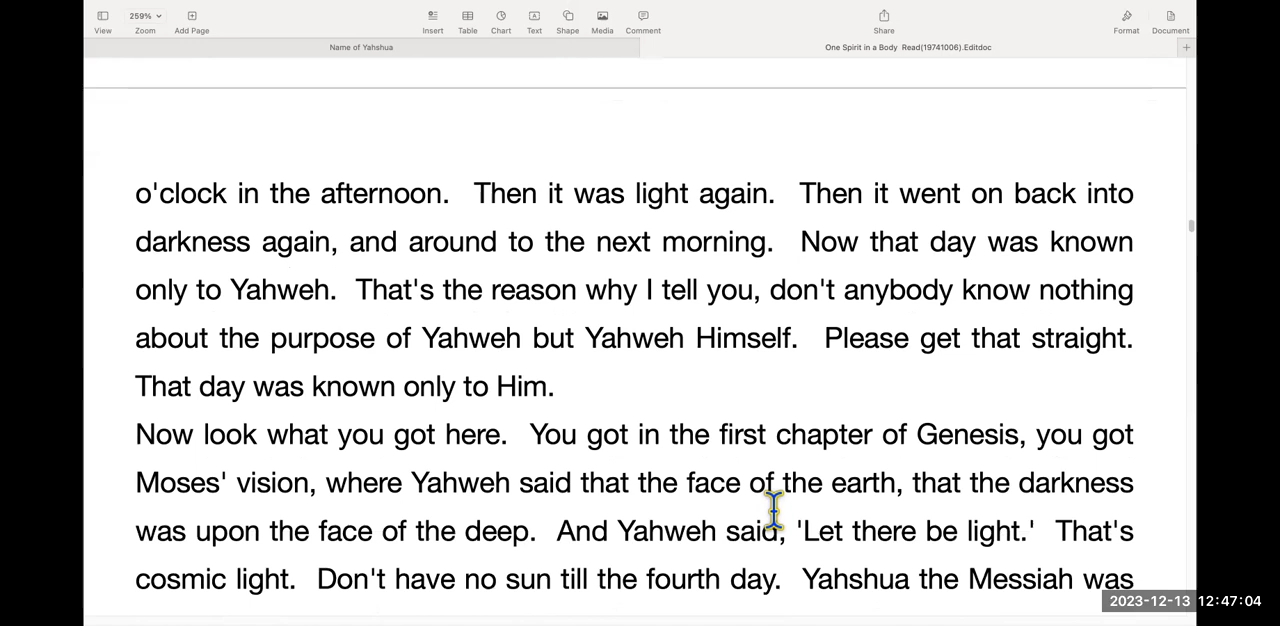 259%
View Zoom Add Page Insert Table Chart Text Shape Media Comment Share Format Document
Name of Yahshua One Spirit in a Body Read(19741006).Editdoc
o'clock in the afternoon. Then it was light again. Then it went on back into
darkness again, and around to the next morning. Now that day was known
only to Yahweh. That's the reason why I tell you, don't anybody know nothing
about the purpose of Yahweh but Yahweh Himself. Please get that straight.
That day was known only to Him.
Now look what you got here. You got in the first chapter of Genesis, you got
Moses' vision, where Yahweh said that the face of the earth, that the darkness
was upon the face of the deep. And Yahweh said, 'Let there be light.' That's
cosmic light. Don't have no sun till the fourth day. Yahshua the Messiah was
2023-12-13 12:47:04